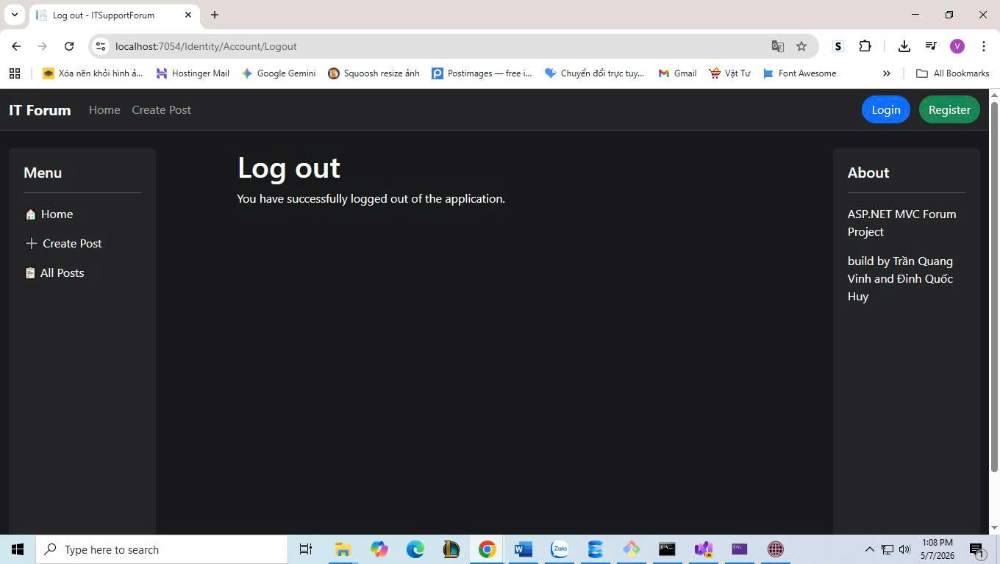 Log out - ITSupportForum
localhost:7054/Identity/Account/Logout
S
V
Xóa nền khỏi hình ả...
Hostinger Mail
Google Gemini
Squoosh resize ảnh
Postimages — free i...
Chuyển đổi trực tuy...
Gmail
Vật Tư
Font Awesome
All Bookmarks
IT Forum
Home
Create Post
Login
Register
Menu
Home
Create Post
All Posts
Log out
You have successfully logged out of the application.
About
ASP.NET MVC Forum
Project
build by Trần Quang
Vinh and Đinh Quốc
Huy
Type here to search
Zalo
1:08 PM
5/7/2026
1